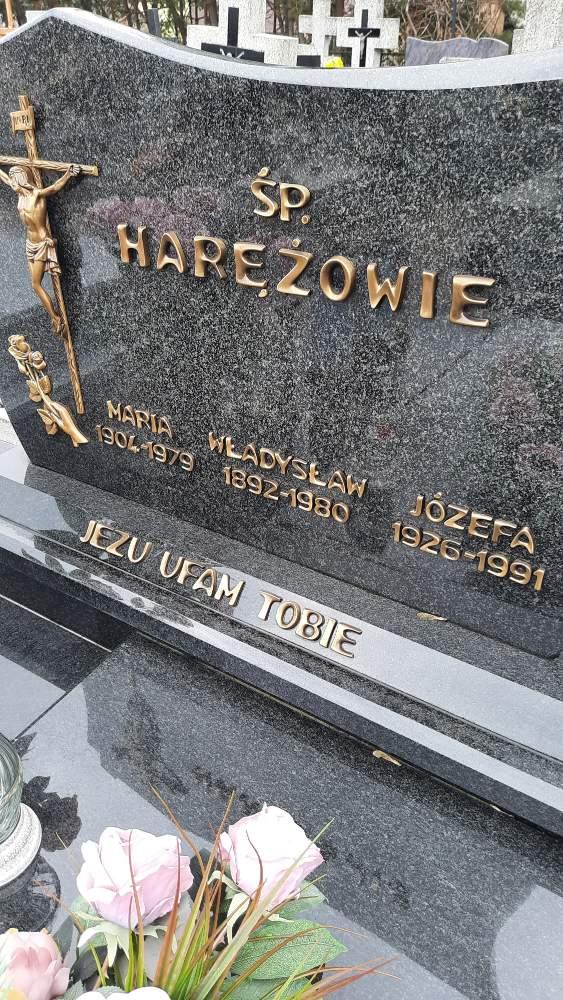 ŚP.
HARĘŻOWIE
MARIA
1904-1979
WŁADYSŁAW
1892-1980
JÓZEFA
1926-1991
JEZU UFAM TOBIE